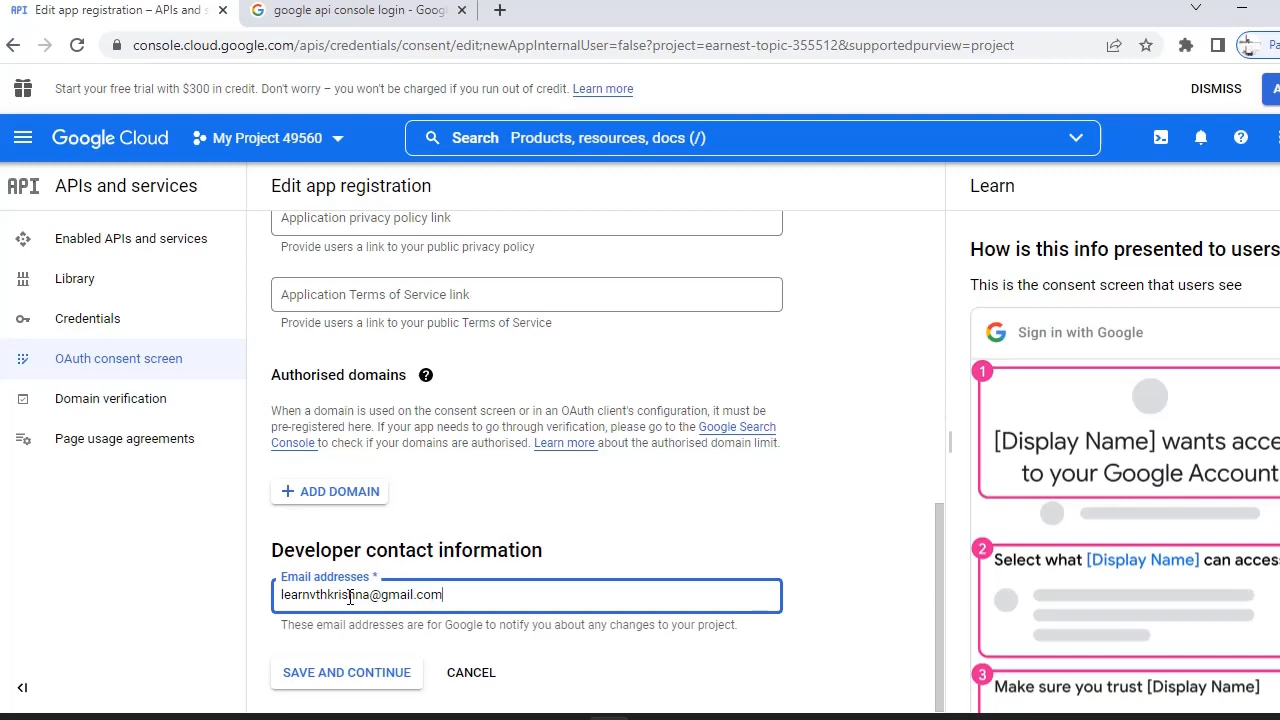 API Edit app registration – APIs and s
google api console login - Goog
console.cloud.google.com/apis/credentials/consent/edit;newAppInternalUser=false?project=earnest-topic-355512&supportedpurview=project
Pa
Start your free trial with $300 in credit. Don't worry – you won't be charged if you run out of credit. Learn more
DISMISS
A
Google Cloud
My Project 49560
Search Products, resources, docs (/)
API APIs and services
Enabled APIs and services
Library
Credentials
OAuth consent screen
Domain verification
Page usage agreements
Edit app registration
Application privacy policy link
Provide users a link to your public privacy policy
Application Terms of Service link
Provide users a link to your public Terms of Service
Authorised domains
When a domain is used on the consent screen or in an OAuth client's configuration, it must be
pre-registered here. If your app needs to go through verification, please go to the Google Search
Console to check if your domains are authorised. Learn more about the authorised domain limit.
+ ADD DOMAIN
Developer contact information
Email addresses *
learnvthkrishna@gmail.com
These email addresses are for Google to notify you about any changes to your project.
SAVE AND CONTINUE
CANCEL
Learn
How is this info presented to users
This is the consent screen that users see
Sign in with Google
1
[Display Name] wants acce
to your Google Account
2
Select what [Display Name] can access
3
Make sure you trust [Display Name]